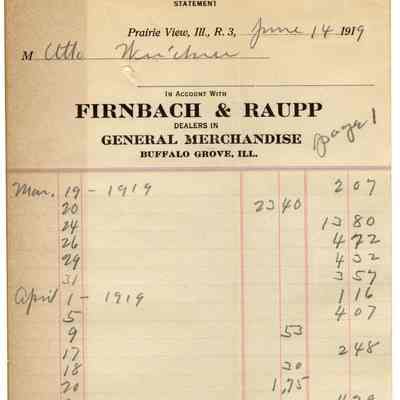 STATEMENT
Prairie View, Ill., R. 3, June 14 1919
M Otto
IN ACCOUNT WITH
FIRNBACH & RAUPP
DEALERS IN
GENERAL MERCHANDISE
BUFFALO GROVE, ILL.
page 1
Mar. 19 - 1919 2 07
20 23 40
24 13 80
26 4 72
29 4 32
31 3 57
April 1 - 1919 1 16
5 4 07
9 53
17 2 48
18 20
20 1,75